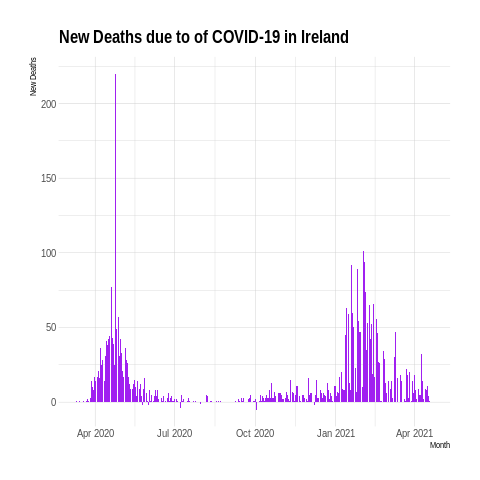 New Deaths due to of COVID-19 in Ireland
New Deaths
200
150
100
50
0
Apr 2020 Jul 2020 Oct 2020 Jan 2021 Apr 2021
Month